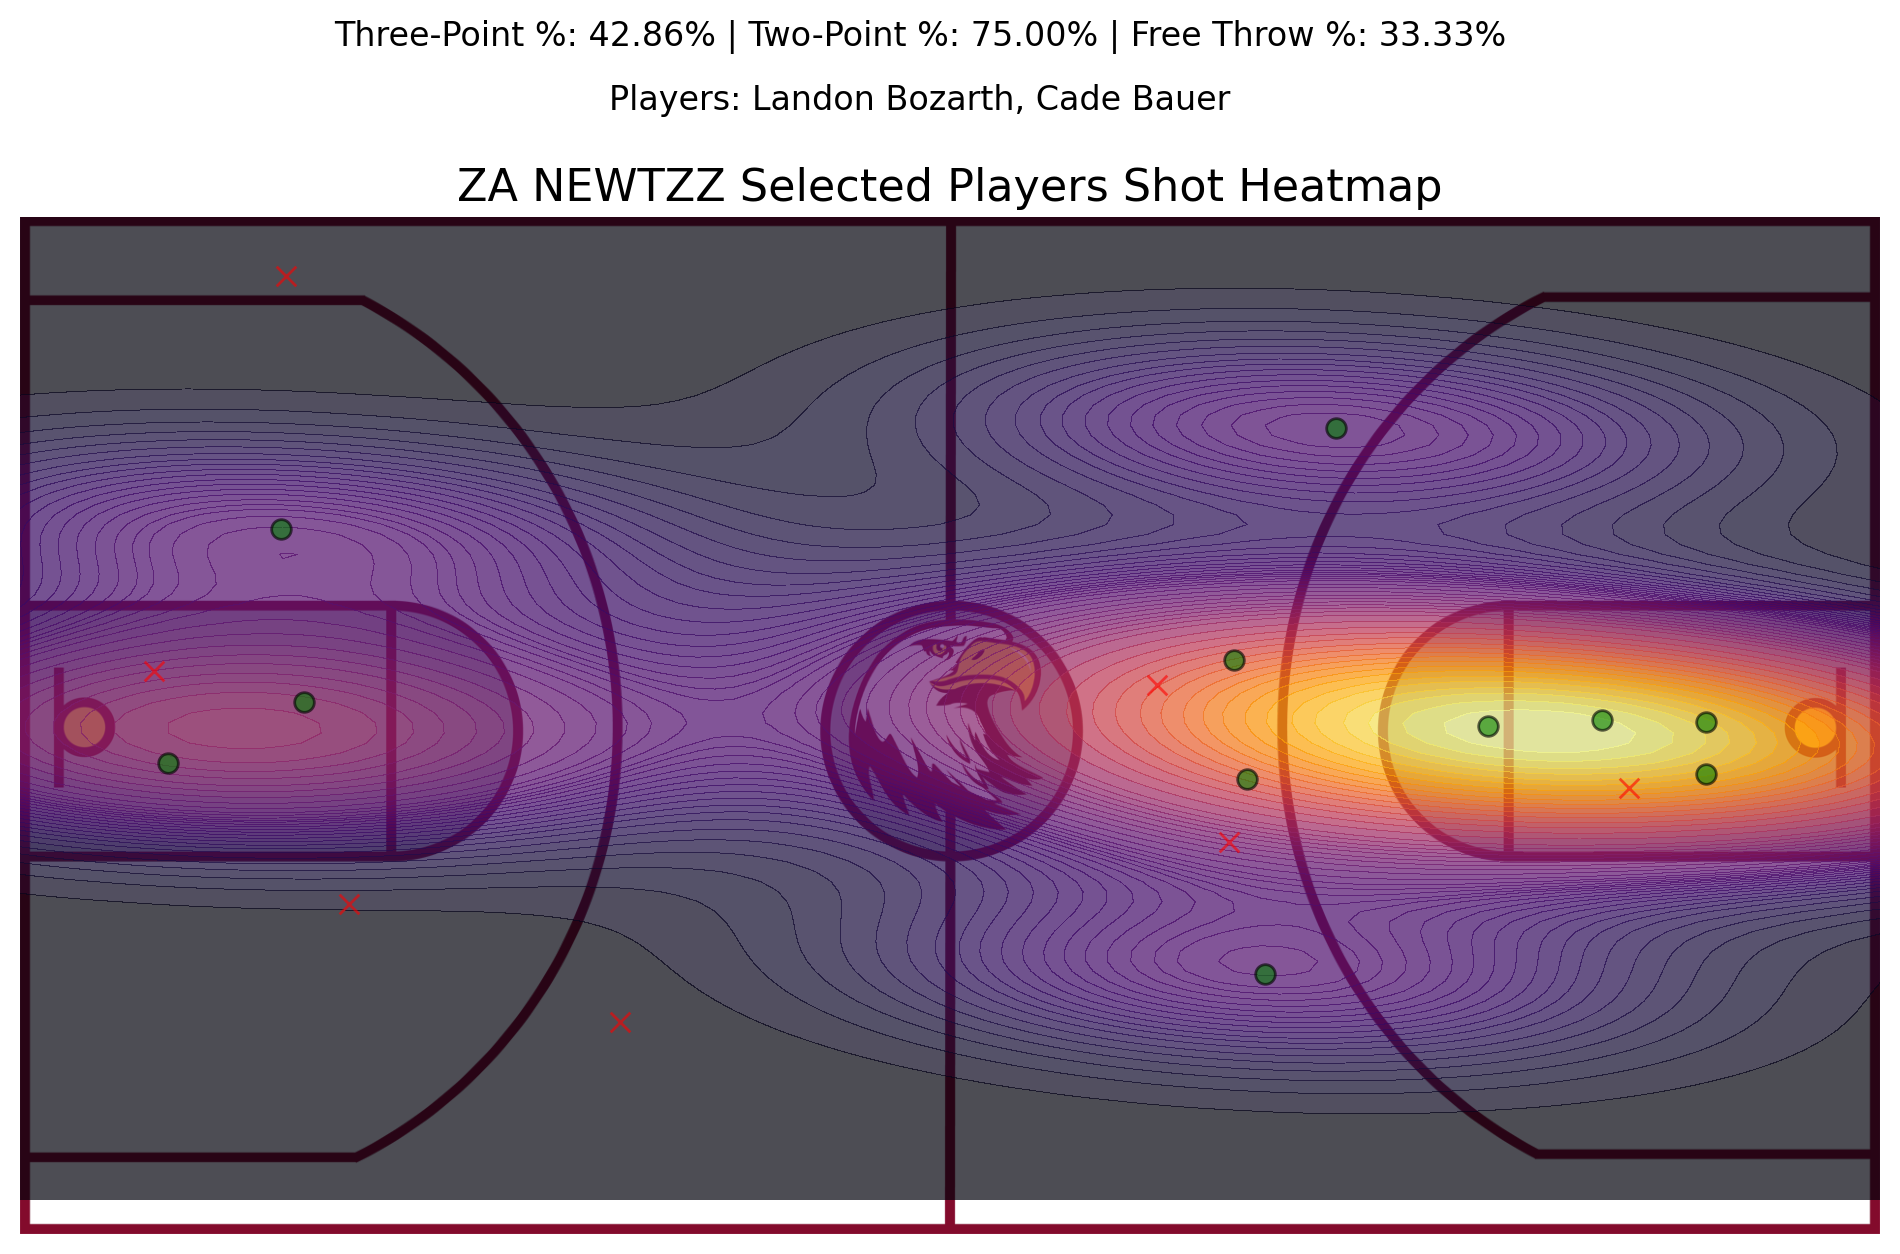 Three-Point %: 42.86% | Two-Point %: 75.00% | Free Throw %: 33.33%
Players: Landon Bozarth, Cade Bauer
ZA NEWTZZ Selected Players Shot Heatmap